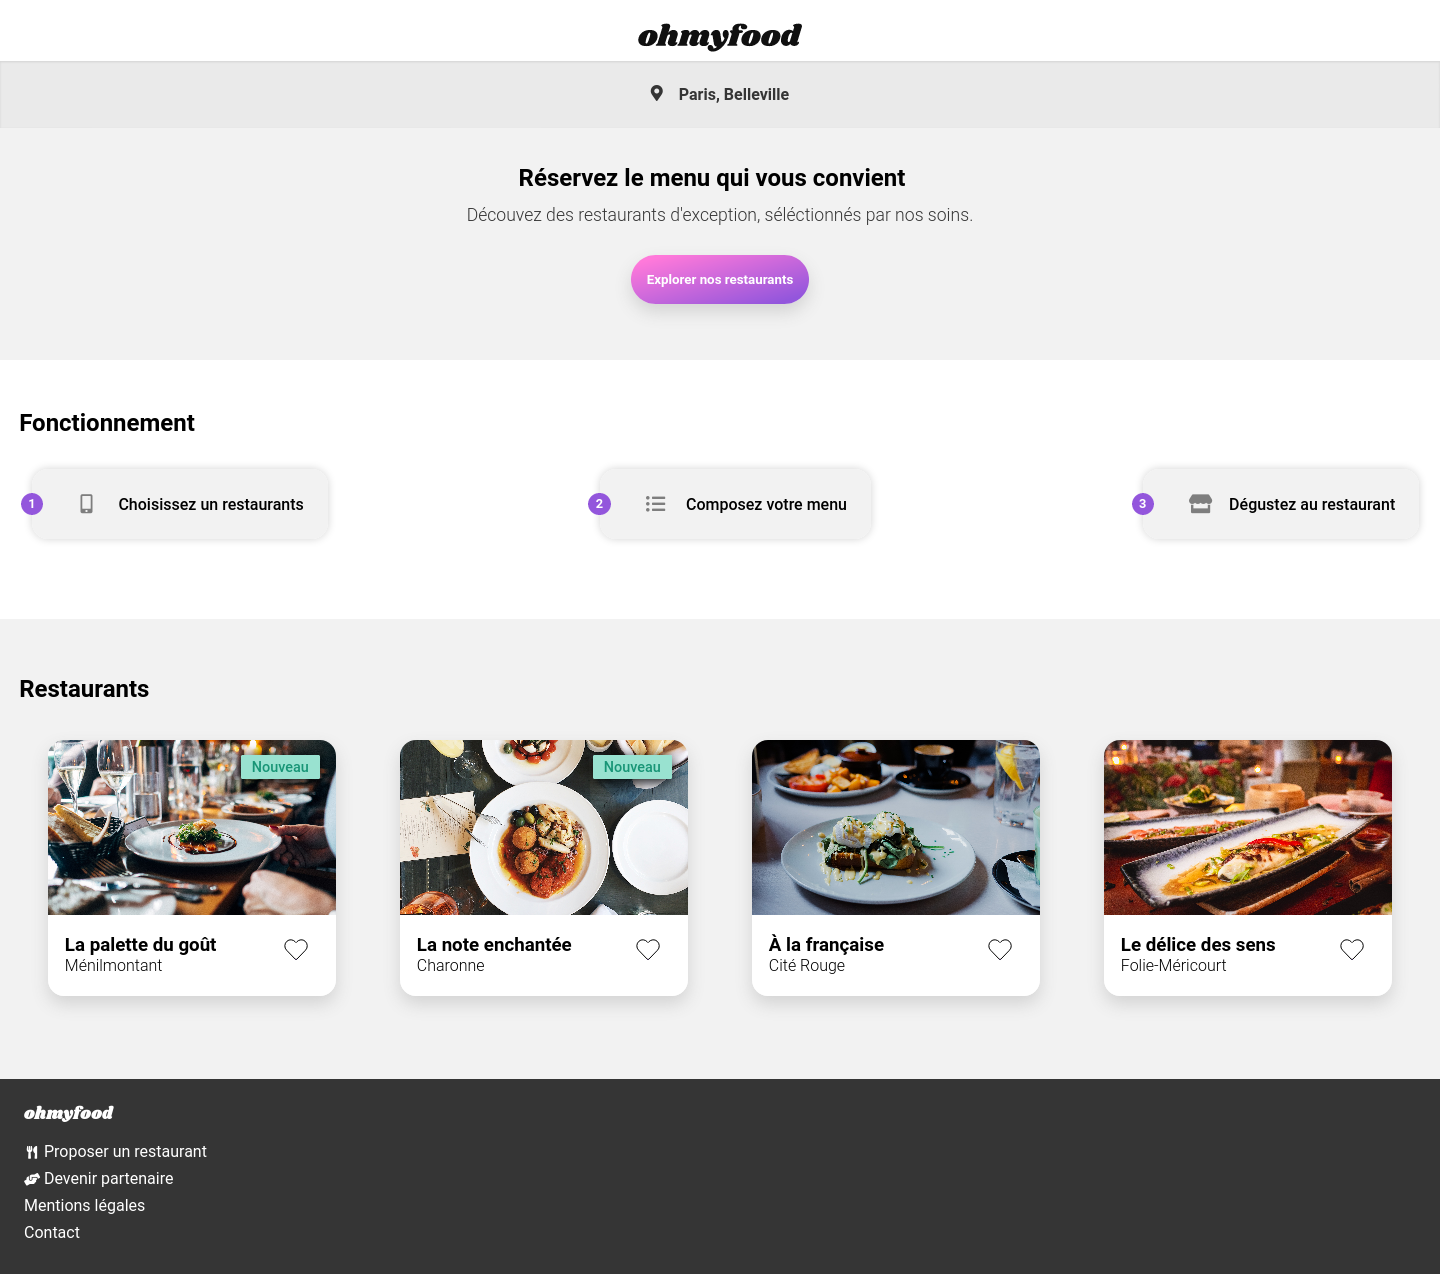 ohmyfood
Paris, Belleville
Réservez le menu qui vous convient
Découvez des restaurants d'exception, séléctionnés par nos soins.
Explorer nos restaurants
Fonctionnement
1 Choisissez un restaurants
2 Composez votre menu
3 Dégustez au restaurant
Restaurants
Nouveau
La palette du goût
Ménilmontant
Nouveau
La note enchantée
Charonne
À la française
Cité Rouge
Le délice des sens
Folie-Méricourt
ohmyfood
Proposer un restaurant
Devenir partenaire
Mentions légales
Contact